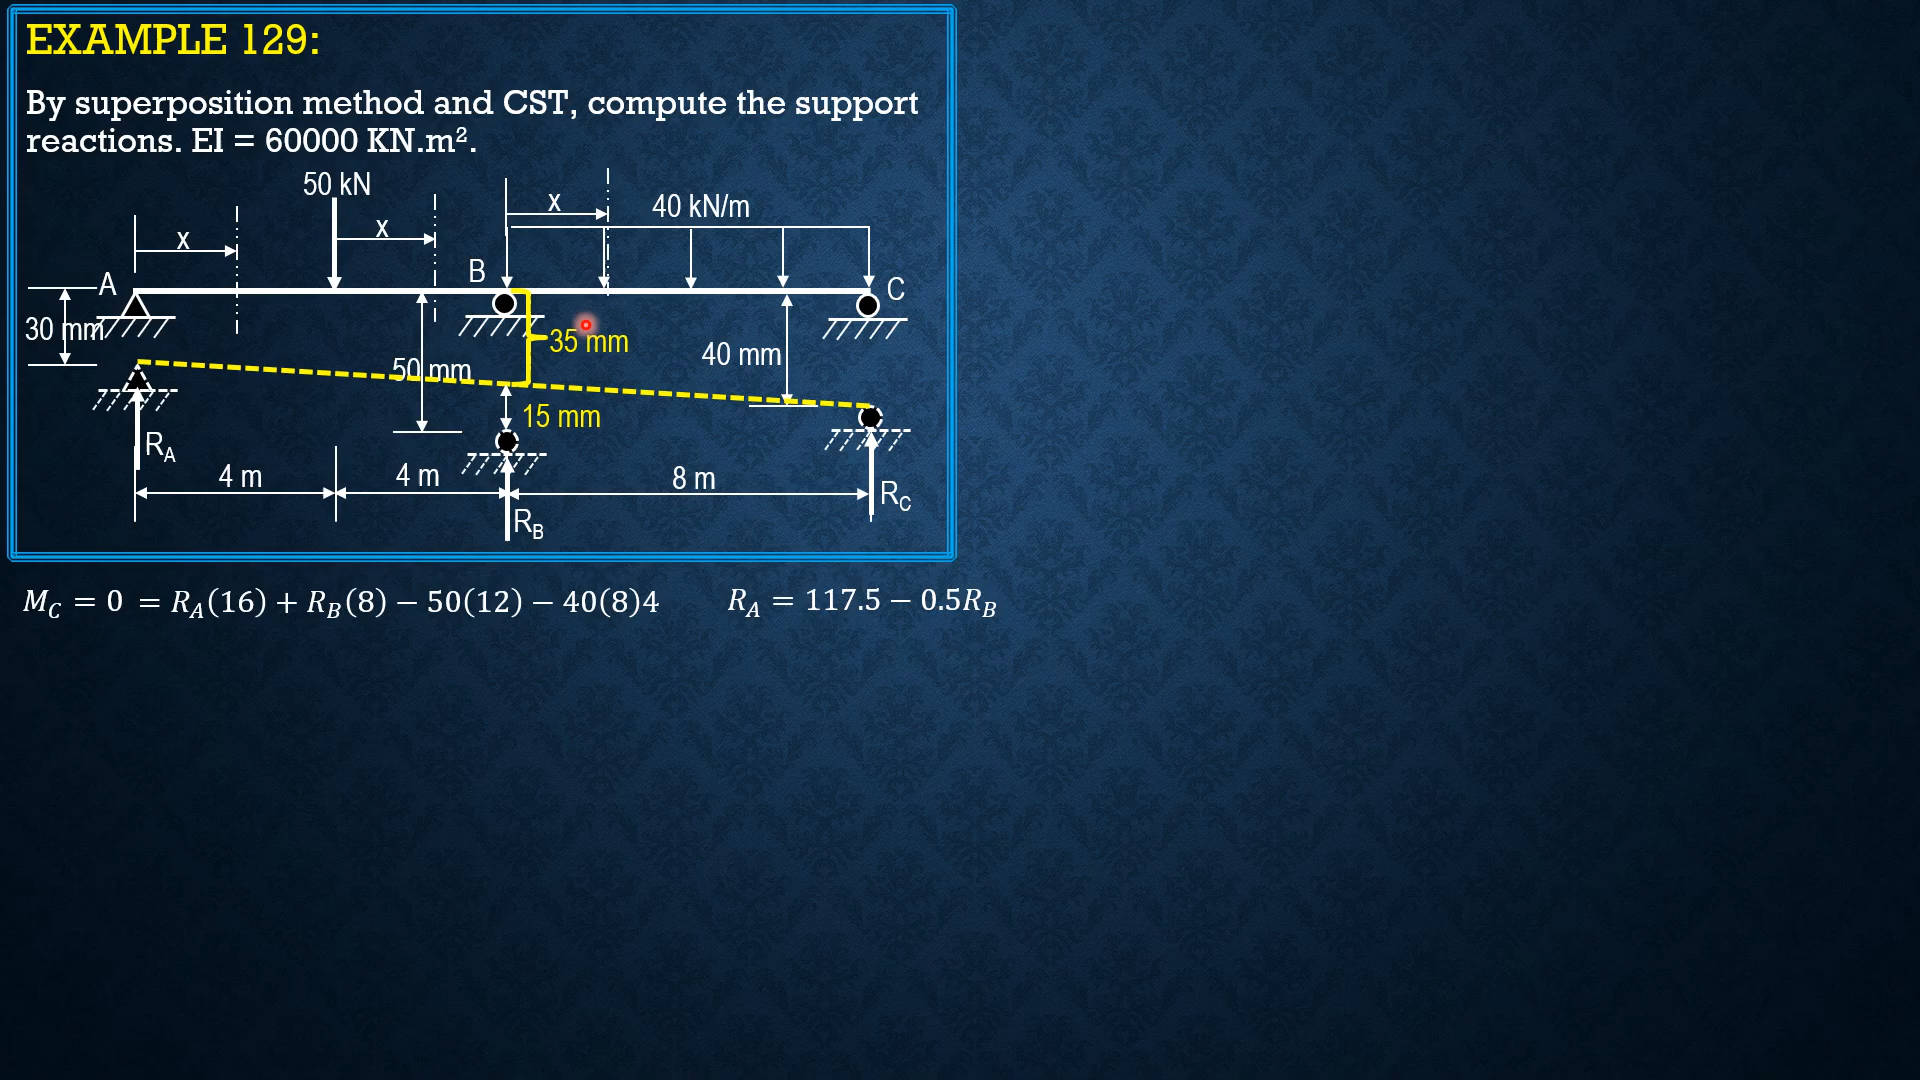 EXAMPLE 129:
By superposition method and CST, compute the support
reactions. EI = 60000 KN.m².
50 kN
x
40 kN/m
x
x
B
A
C
30 mm
35 mm
40 mm
50 mm
15 mm
R_A
4 m
4 m
8 m
R_C
R_B
M_C = 0 = R_A(16) + R_B(8) − 50(12) − 40(8)4
R_A = 117.5 − 0.5R_B